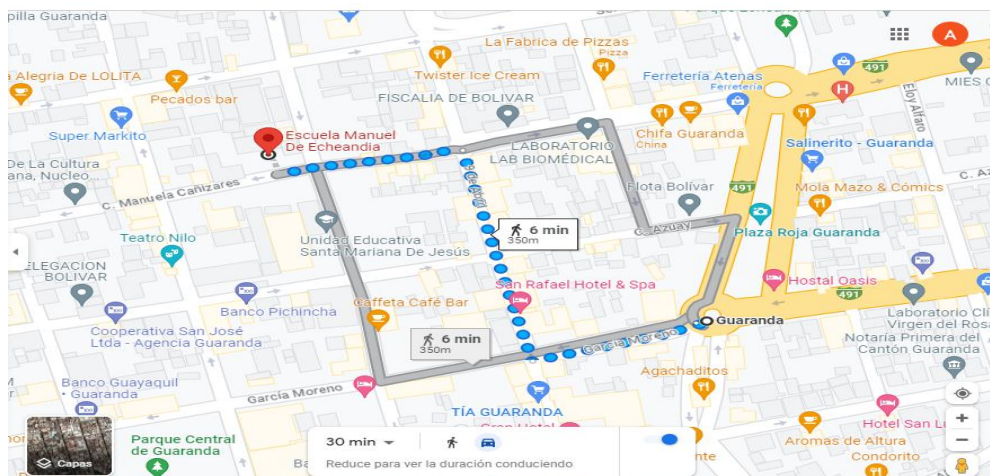 pilla Guaranda
La Fabrica de Pizzas
Pizza
A
a Alegria De LOLITA
Twister Ice Cream
Ferretería Atenas
Ferretería
491
MIES
Pecados bar
FISCALIA DE BOLIVAR
H
Eloy Alfaro
Super Markito
Escuela Manuel
De Echeandia
LABORATORIO
LAB BIOMÉDICAL
Chifa Guaranda
China
Salinerito - Guaranda
De La Cultura
ana, Nucleo
C. Manuela Cañizares
Flota Bolívar
491
Mola Mazo & Cómics
Teatro Nilo
Unidad Educativa
Santa Mariana De Jesús
6 min
350m
C. Azuay
Plaza Roja Guaranda
ELEGACION
BOLIVAR
Banco Pichincha
Caffeta Café Bar
San Rafael Hotel & Spa
Hostal Oasis
491
Guaranda
Cooperativa San José
Ltda - Agencia Guaranda
6 min
350m
García Moreno
Laboratorio Clí
Virgen del Ros
Notaría Primera del
Cantón Guaranda
Banco Guayaquil
- Guaranda
García Moreno
Agachaditos
TÍA GUARANDA
Hotel San Lu
Capas
Parque Central
de Guaranda
30 min
Reduce para ver la duración conduciendo
Aromas de Altura
Condorito